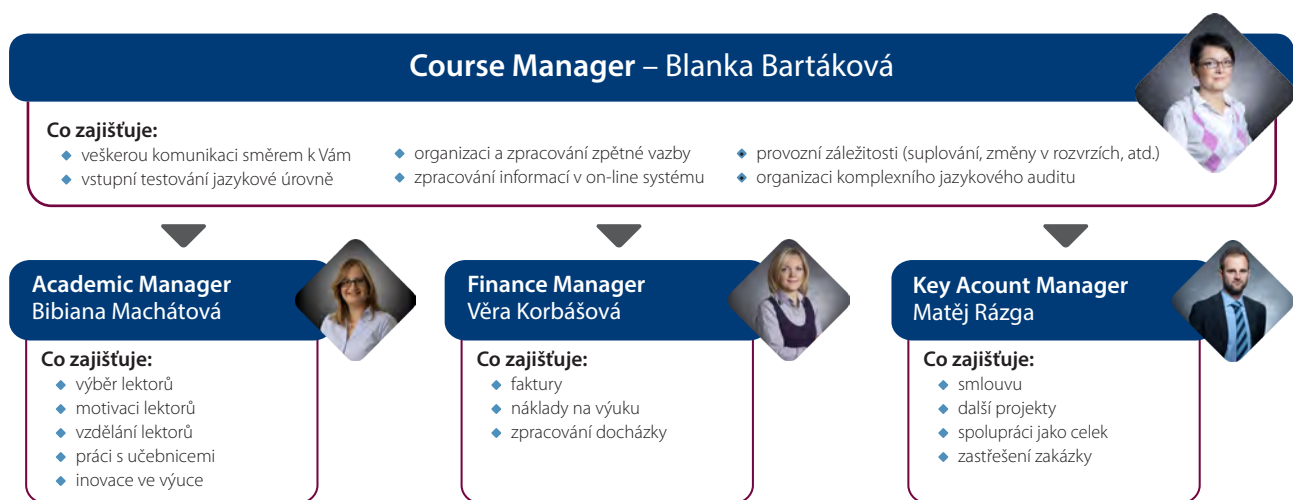 Course Manager – Blanka Bartáková
Co zajišťuje:
veškerou komunikaci směrem k Vám
vstupní testování jazykové úrovně
organizaci a zpracování zpětné vazby
zpracování informací v on-line systému
provozní záležitosti (suplování, změny v rozvrzích, atd.)
organizaci komplexního jazykového auditu
Academic Manager
Bibiana Machátová
Co zajišťuje:
výběr lektorů
motivaci lektorů
vzdělání lektorů
práci s učebnicemi
inovace ve výuce
Finance Manager
Věra Korbášová
Co zajišťuje:
faktury
náklady na výuku
zpracování docházky
Key Acount Manager
Matěj Rázga
Co zajišťuje:
smlouvu
další projekty
spolupráci jako celek
zastřešení zakázky